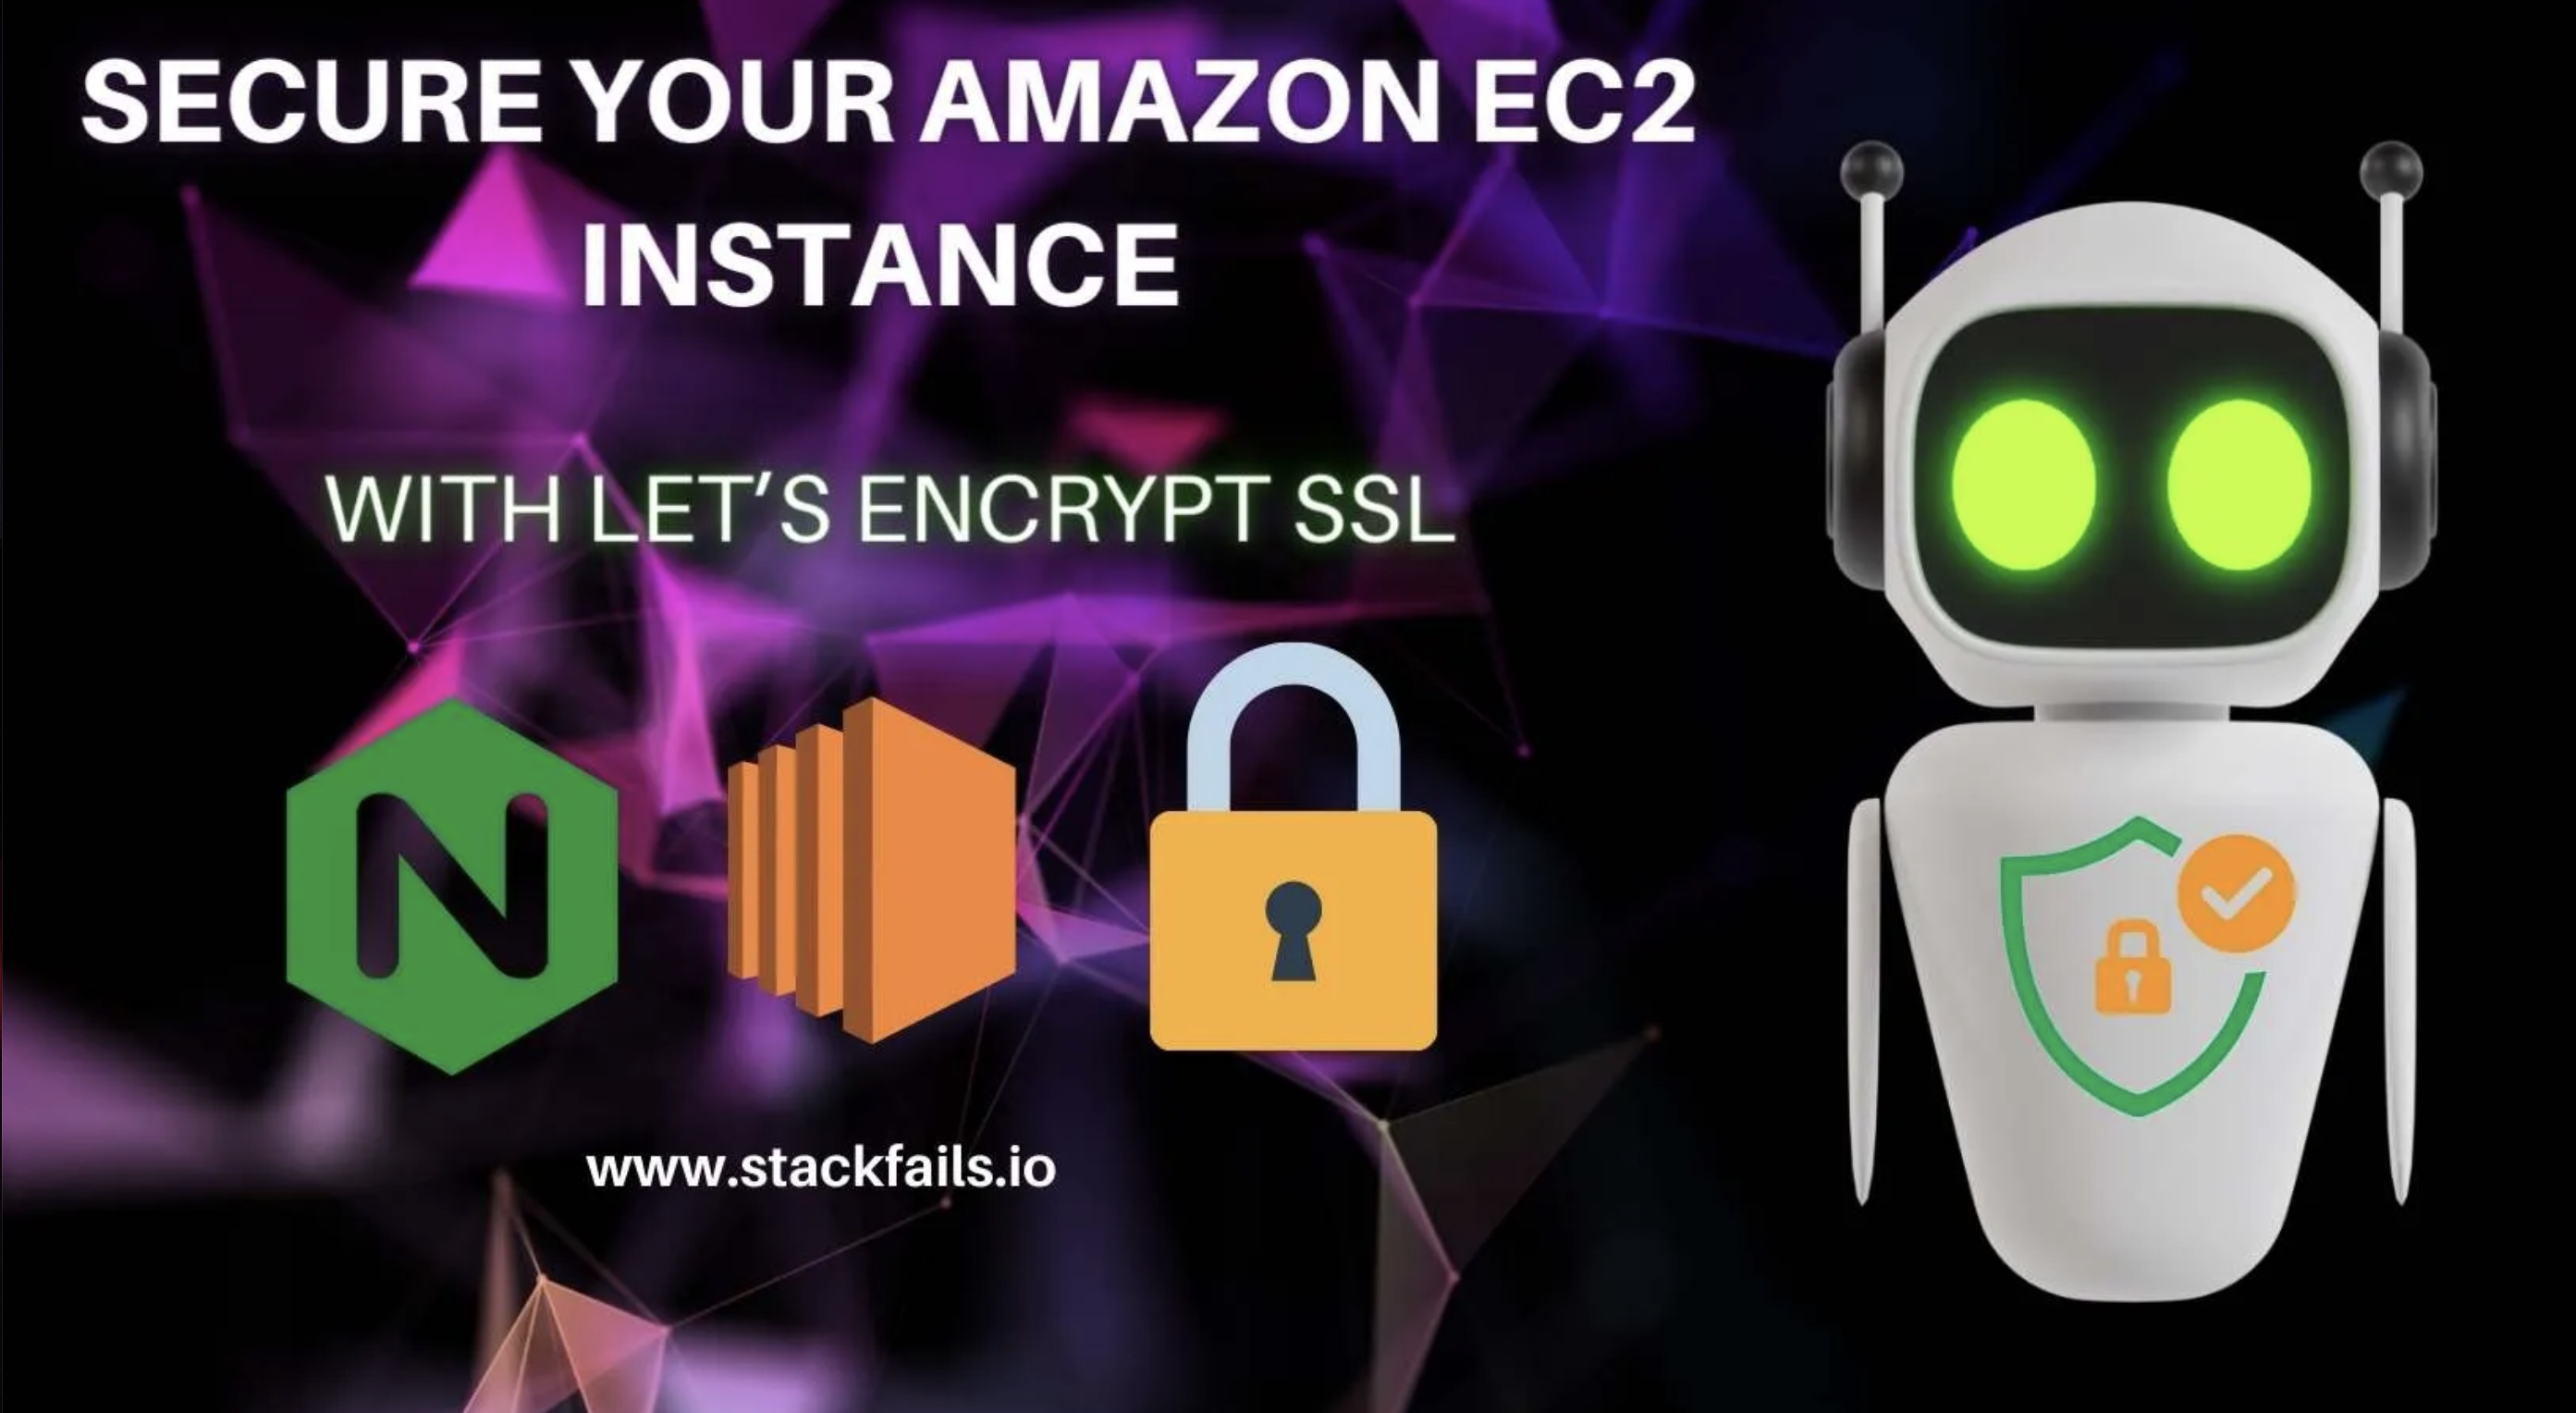 SECURE YOUR AMAZON EC2
INSTANCE
WITH LET'S ENCRYPT SSL
N
www.stackfails.io